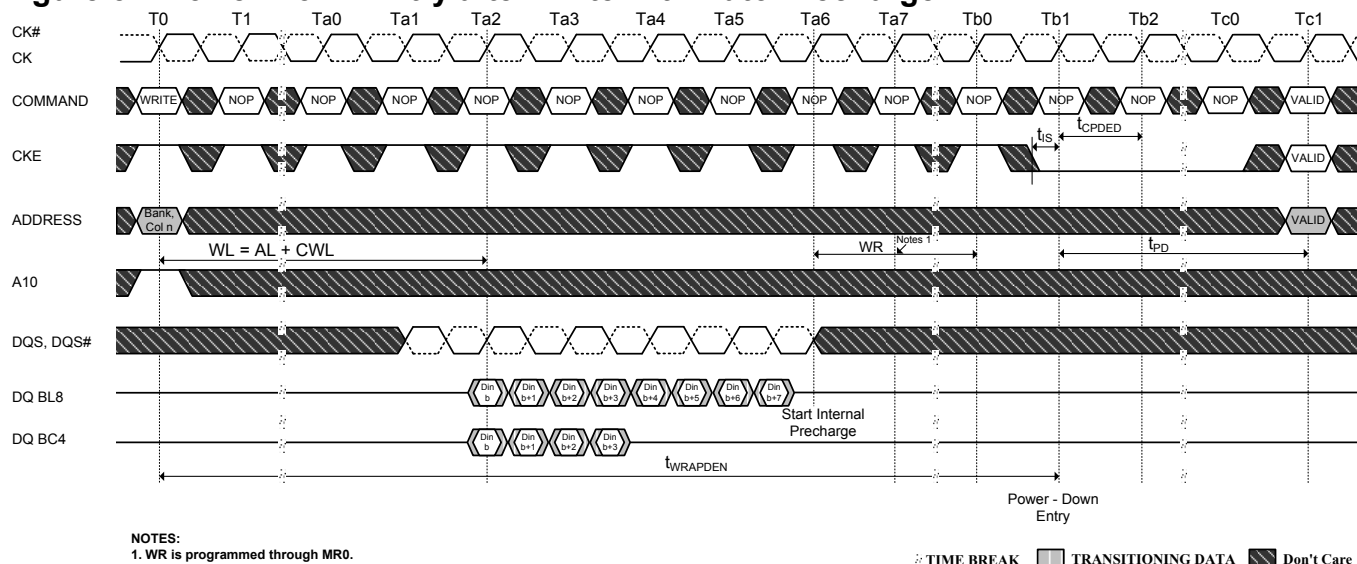 T0 T1 Ta0 Ta1 Ta2 Ta3 Ta4 Ta5 Ta6 Ta7 Tb0 Tb1 Tb2 Tc0 Tc1
CK#
CK
COMMAND WRITE NOP NOP NOP NOP NOP NOP NOP NOP NOP NOP NOP NOP NOP VALID
tIS tCPDED
CKE VALID
ADDRESS Bank, Col n VALID
WL = AL + CWL WR Notes 1 tPD
A10
DQS, DQS#
DQ BL8 Din b Din b+1 Din b+2 Din b+3 Din b+4 Din b+5 Din b+6 Din b+7
Start Internal
Precharge
DQ BC4 Din b Din b+1 Din b+2 Din b+3
tWRAPDEN
Power - Down
Entry
NOTES:
1. WR is programmed through MR0.
TIME BREAK TRANSITIONING DATA Don't Care